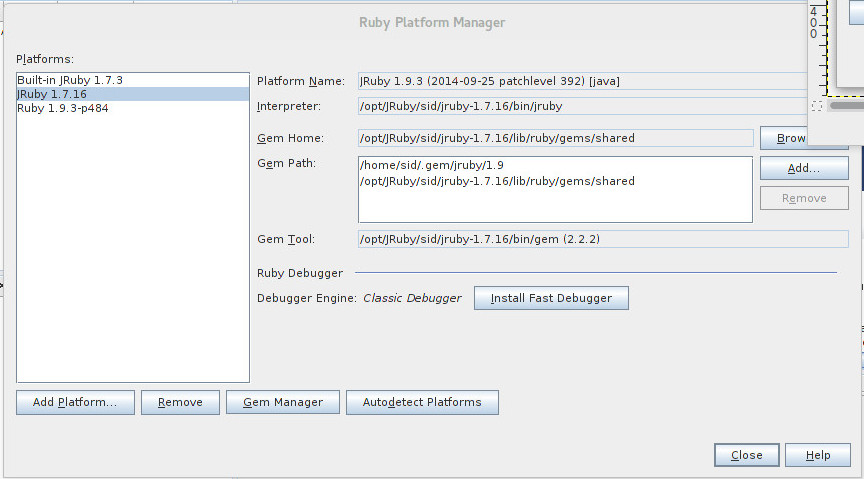 Ruby Platform Manager
Platforms:
Built-in JRuby 1.7.3
JRuby 1.7.16
Ruby 1.9.3-p484
Platform Name: JRuby 1.9.3 (2014-09-25 patchlevel 392) [java]
Interpreter: /opt/JRuby/sid/jruby-1.7.16/bin/jruby
Gem Home: /opt/JRuby/sid/jruby-1.7.16/lib/ruby/gems/shared Brow
Gem Path: /home/sid/.gem/jruby/1.9 Add...
/opt/JRuby/sid/jruby-1.7.16/lib/ruby/gems/shared
Remove
Gem Tool: /opt/JRuby/sid/jruby-1.7.16/bin/gem (2.2.2)
Ruby Debugger
Debugger Engine: Classic Debugger Install Fast Debugger
Add Platform... Remove Gem Manager Autodetect Platforms
Close Help
400